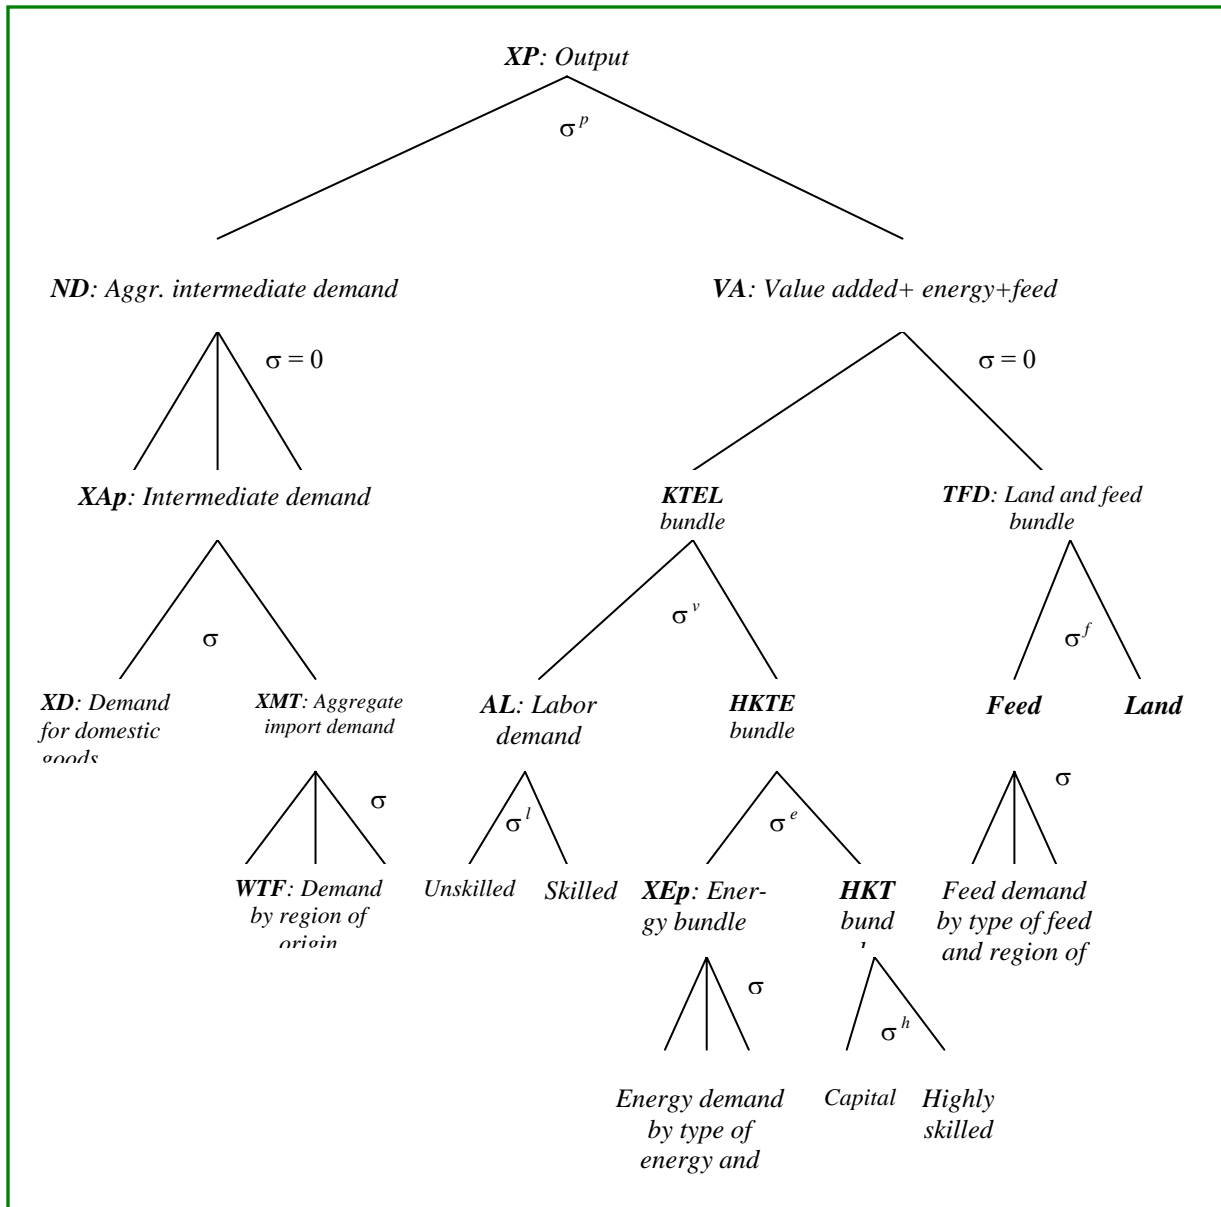 XP: Output
σ p
ND: Aggr. intermediate demand
VA: Value added+ energy+feed
σ = 0
σ = 0
XAp: Intermediate demand
KTEL
bundle
TFD: Land and feed
bundle
σ
σ v
σ f
XD: Demand
for domestic
goods
XMT: Aggregate
import demand
AL: Labor
demand
HKTE
bundle
Feed
Land
σ
σ l
σ e
σ
WTF: Demand
by region of
origin
Unskilled
Skilled
XEp: Ener-
gy bundle
HKT
bund
Feed demand
by type of feed
and region of
σ
σ h
Energy demand
by type of
energy and
Capital
Highly
skilled